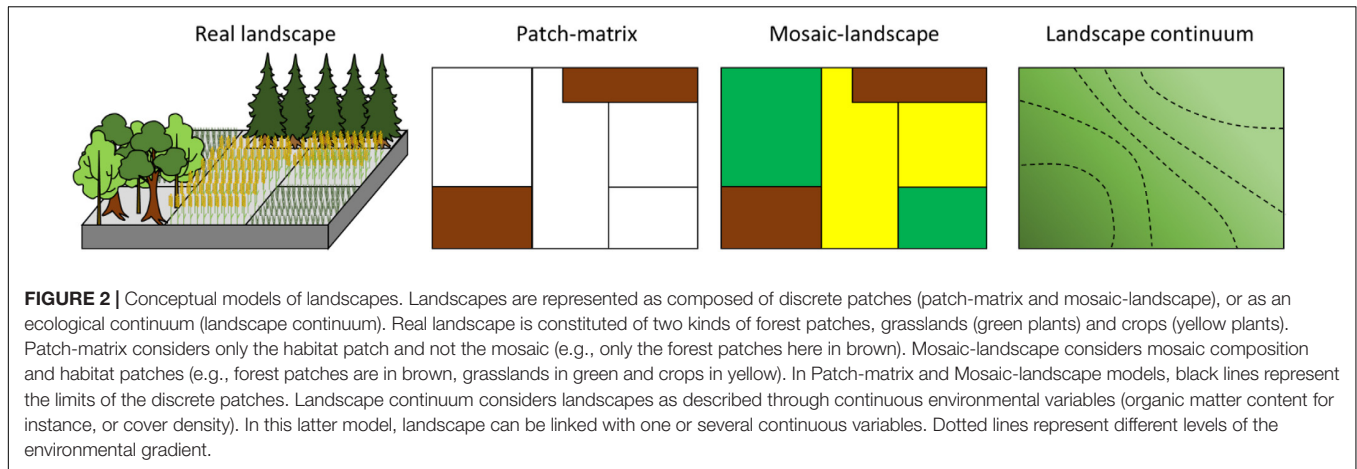 Real landscape
Patch-matrix
Mosaic-landscape
Landscape continuum
FIGURE 2 | Conceptual models of landscapes. Landscapes are represented as composed of discrete patches (patch-matrix and mosaic-landscape), or as an
ecological continuum (landscape continuum). Real landscape is constituted of two kinds of forest patches, grasslands (green plants) and crops (yellow plants).
Patch-matrix considers only the habitat patch and not the mosaic (e.g., only the forest patches here in brown). Mosaic-landscape considers mosaic composition
and habitat patches (e.g., forest patches are in brown, grasslands in green and crops in yellow). In Patch-matrix and Mosaic-landscape models, black lines represent
the limits of the discrete patches. Landscape continuum considers landscapes as described through continuous environmental variables (organic matter content for
instance, or cover density). In this latter model, landscape can be linked with one or several continuous variables. Dotted lines represent different levels of the
environmental gradient.